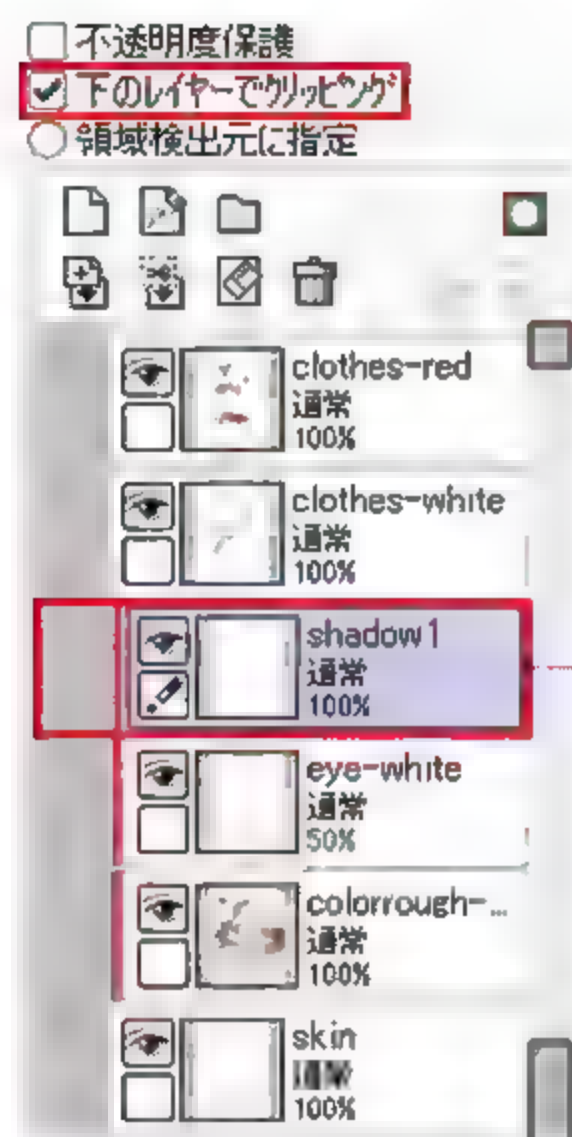 不透明度保護
下のレイヤーでクリッピング
領域検出元に指定
clothes-red
通常
100%
clothes-white
通常
100%
shadow1
通常
100%
eye-white
通常
50%
colorrough-...
通常
100%
skin
通常
100%